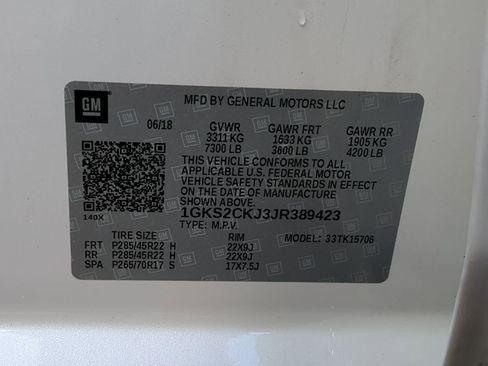 GM
MFD BY GENERAL MOTORS LLC
06/18
GVWR GAWR FRT GAWR RR
3311 KG 1633 KG 1905 KG
7300 LB 3600 LB 4200 LB
THIS VEHICLE CONFORMS TO ALL
APPLICABLE U.S. FEDERAL MOTOR
VEHICLE SAFETY AND THEFT
PREVENTION STANDARDS IN EFFECT
ON THE DATE OF MANUFACTURE
SHOWN ABOVE.
1GKS2CKJ3JR389423
140X
TYPE: M.P.V.
TIRE SIZE RIM MODEL: 33TK15706
FRT P285/45R22 H 22X9J
RR P285/45R22 H 22X9J
SPA P265/70R17 S 17X7.5J